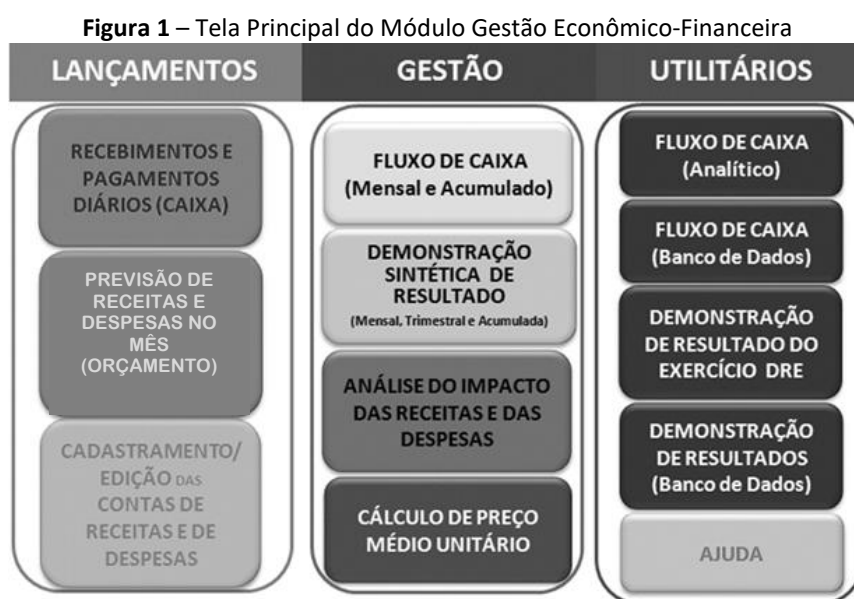 Figura 1 – Tela Principal do Módulo Gestão Econômico-Financeira
LANÇAMENTOS
RECEBIMENTOS E
PAGAMENTOS
DIÁRIOS (CAIXA)
PREVISÃO DE
RECEITAS E
DESPESAS NO
MÊS
(ORÇAMENTO)
CADASTRAMENTO/
EDIÇÃO DAS
CONTAS DE
RECEITAS E DE
DESPESAS
GESTÃO
FLUXO DE CAIXA
(Mensal e Acumulado)
DEMONSTRAÇÃO
SINTÉTICA DE
RESULTADO
(Mensal, Trimestral e Acumulada)
ANÁLISE DO IMPACTO
DAS RECEITAS E DAS
DESPESAS
CÁLCULO DE PREÇO
MÉDIO UNITÁRIO
UTILITÁRIOS
FLUXO DE CAIXA
(Analítico)
FLUXO DE CAIXA
(Banco de Dados)
DEMONSTRAÇÃO
DE RESULTADO DO
EXERCÍCIO DRE
DEMONSTRAÇÃO
DE RESULTADOS
(Banco de Dados)
AJUDA